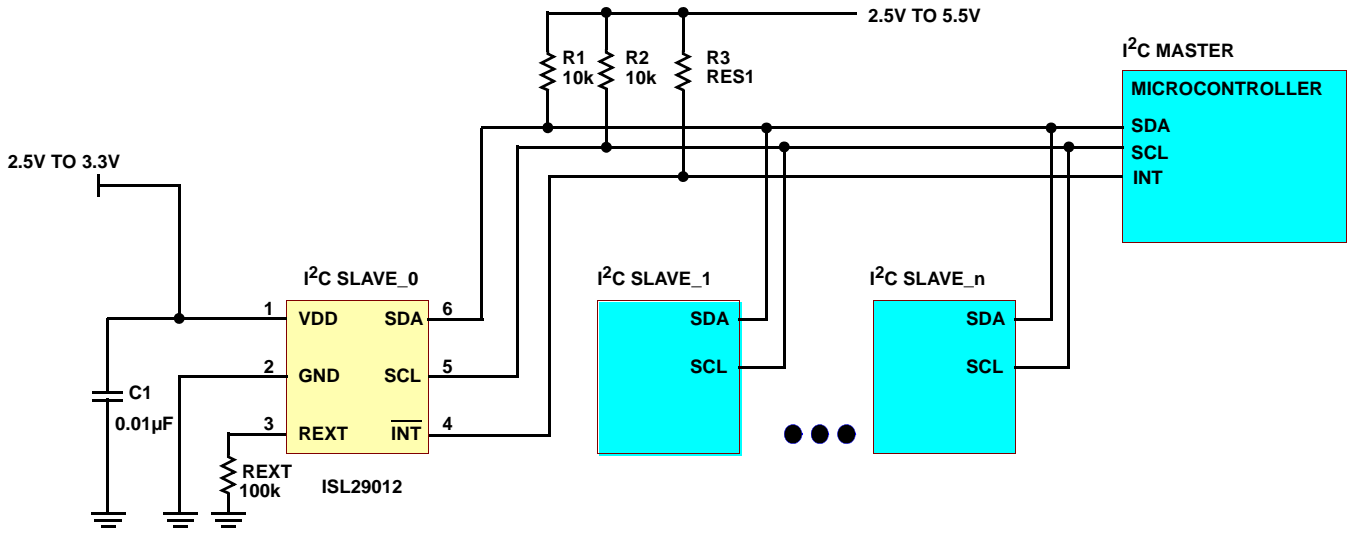 2.5V TO 5.5V
R1
10k
R2
10k
R3
RES1
I²C MASTER
MICROCONTROLLER
SDA
SCL
INT
2.5V TO 3.3V
I²C SLAVE_0
1
VDD
SDA
6
2
GND
SCL
5
3
REXT
INT
4
C1
0.01µF
REXT
100k
ISL29012
I²C SLAVE_1
SDA
SCL
I²C SLAVE_n
SDA
SCL